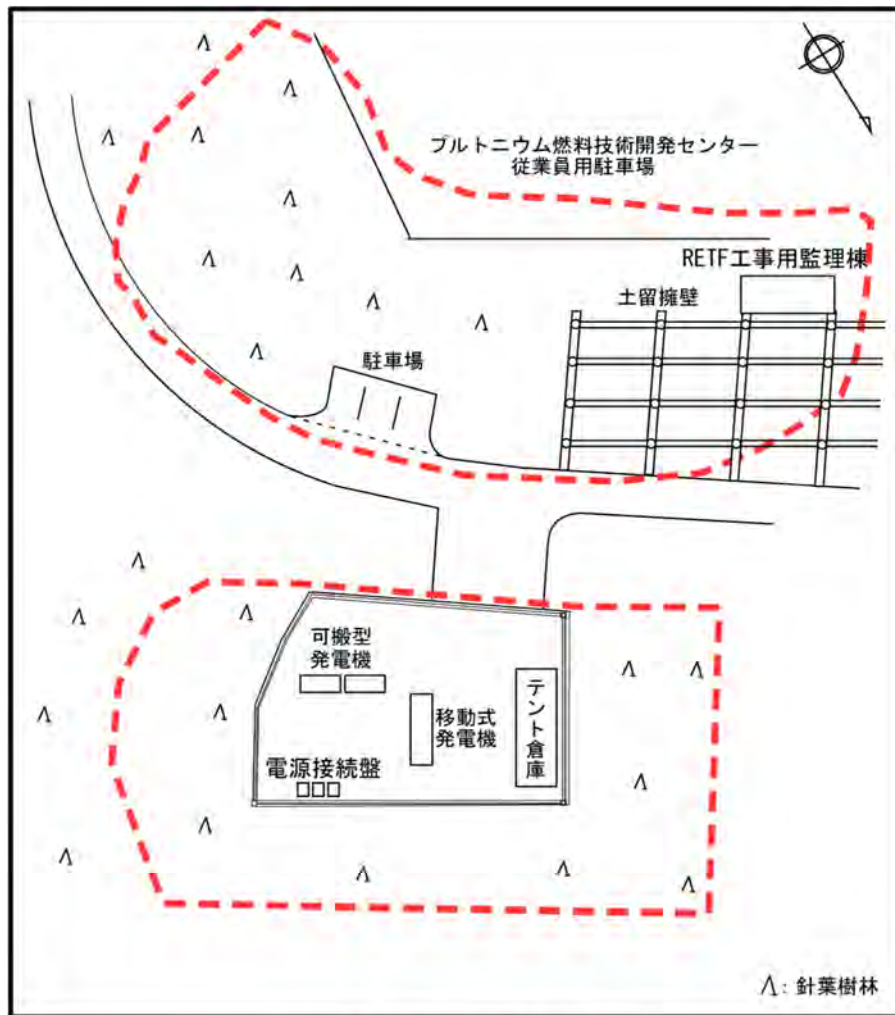 プルトニウム燃料技術開発センター
従業員用駐車場
RETF工事用監理棟
土留擁壁
駐車場
可搬型
発電機
移動式
発電機
テント倉庫
電源接続盤
Λ: 針葉樹林